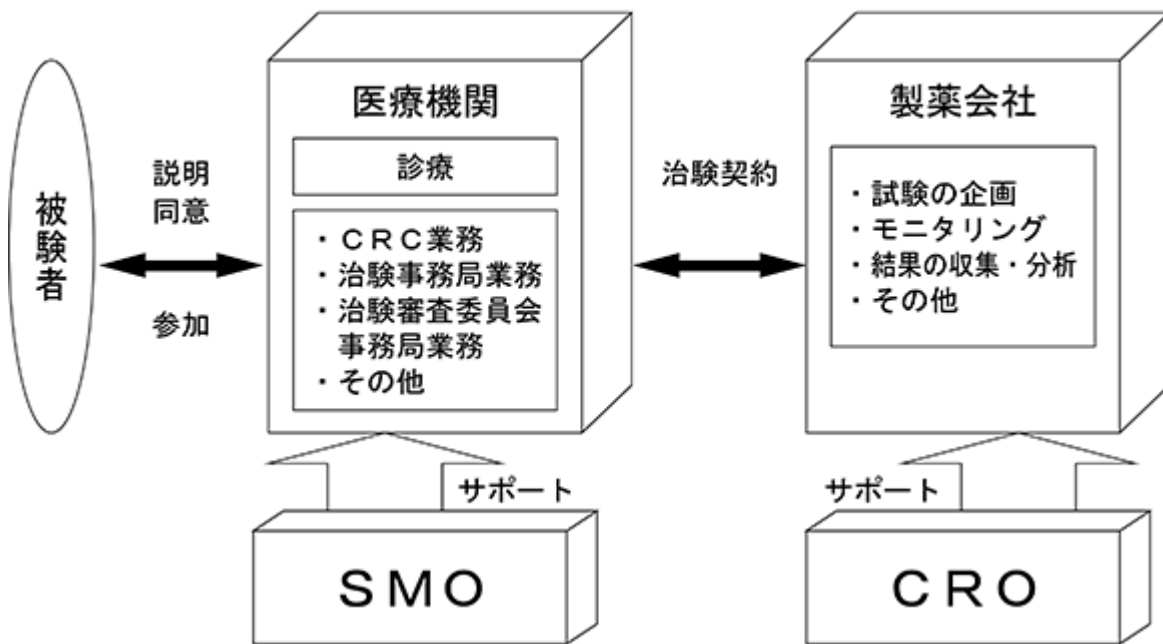 被験者
説明
同意
参加
医療機関
診療
・ＣＲＣ業務
・治験事務局業務
・治験審査委員会
事務局業務
・その他
治験契約
製薬会社
・試験の企画
・モニタリング
・結果の収集・分析
・その他
サポート
ＳＭＯ
サポート
ＣＲＯ